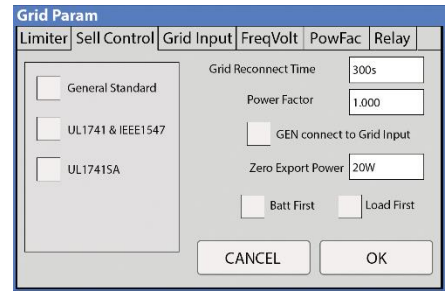 Grid Param
Limiter Sell Control Grid Input FreqVolt PowFac Relay
General Standard
UL1741 & IEEE1547
UL1741SA
Grid Reconnect Time 300s
Power Factor 1.000
GEN connect to Grid Input
Zero Export Power 20W
Batt First Load First
CANCEL OK